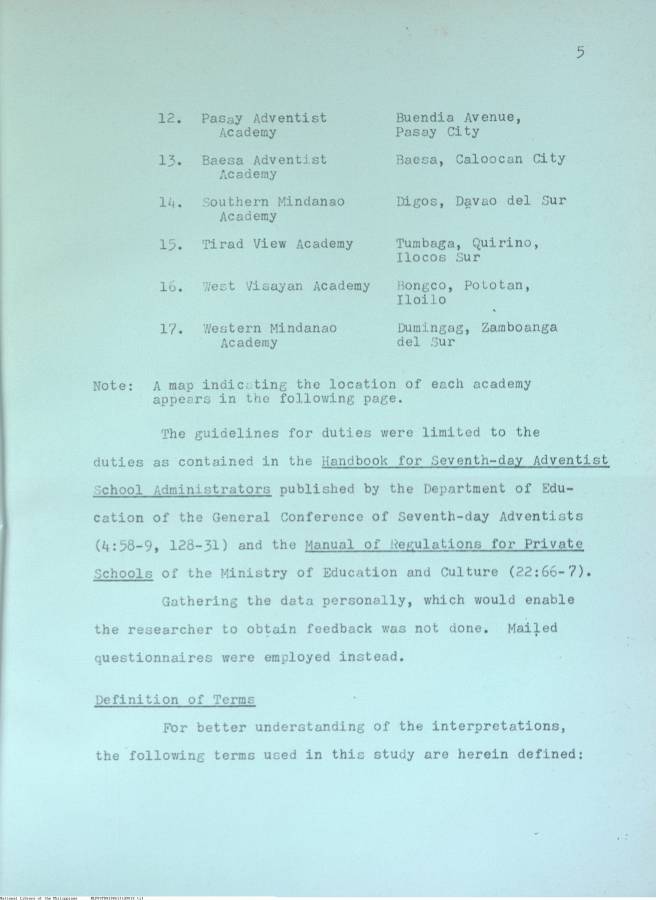 5
12. Pasay Adventist Academy Buendia Avenue, Pasay City
13. Baesa Adventist Academy Baesa, Caloocan City
14. Southern Mindanao Academy Digos, Davao del Sur
15. Tirad View Academy Tumbaga, Quirino, Ilocos Sur
16. West Visayan Academy Bongco, Pototan, Iloilo
17. Western Mindanao Academy Dumingag, Zamboanga del Sur
Note: A map indicating the location of each academy
appears in the following page.
The guidelines for duties were limited to the
duties as contained in the Handbook for Seventh-day Adventist
School Administrators published by the Department of Edu-
cation of the General Conference of Seventh-day Adventists
(4:58-9, 128-31) and the Manual of Regulations for Private
Schools of the Ministry of Education and Culture (22:66-7).
Gathering the data personally, which would enable
the researcher to obtain feedback was not done. Mailed
questionnaires were employed instead.
Definition of Terms
For better understanding of the interpretations,
the following terms used in this study are herein defined:
National Library of the Philippines